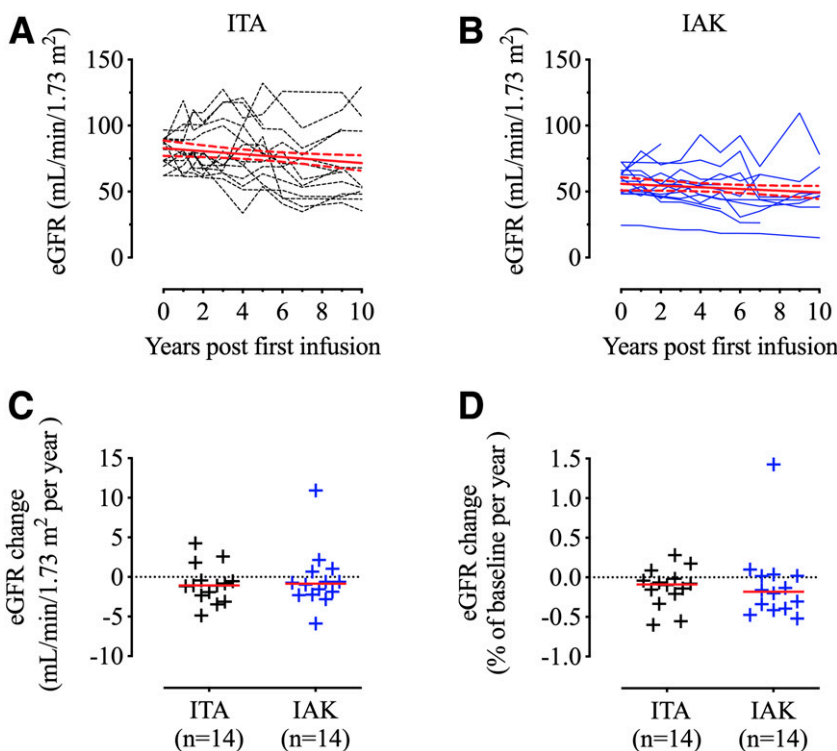 A
ITA
eGFR (mL/min/1.73 m²)
150
100
50
0
0 2 4 6 8 10
Years post first infusion
B
IAK
eGFR (mL/min/1.73 m²)
150
100
50
0
0 2 4 6 8 10
Years post first infusion
C
eGFR change
(mL/min/1.73 m² per year )
15
10
5
0
-5
-10
ITA IAK
(n=14) (n=14)
D
eGFR change
(% of baseline per year )
1.5
1.0
0.5
0.0
-0.5
-1.0
ITA IAK
(n=14) (n=14)